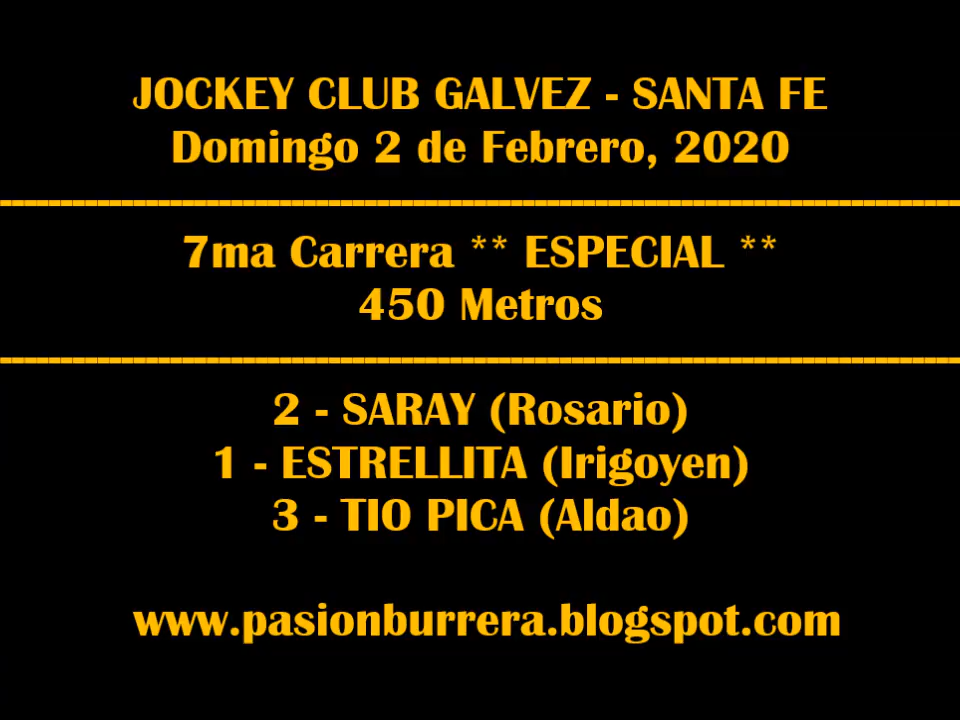 JOCKEY CLUB GALVEZ - SANTA FE
Domingo 2 de Febrero, 2020
7ma Carrera ** ESPECIAL **
450 Metros
2 - SARAY (Rosario)
1 - ESTRELLITA (Irigoyen)
3 - TIO PICA (Aldao)
www.pasionburrera.blogspot.com